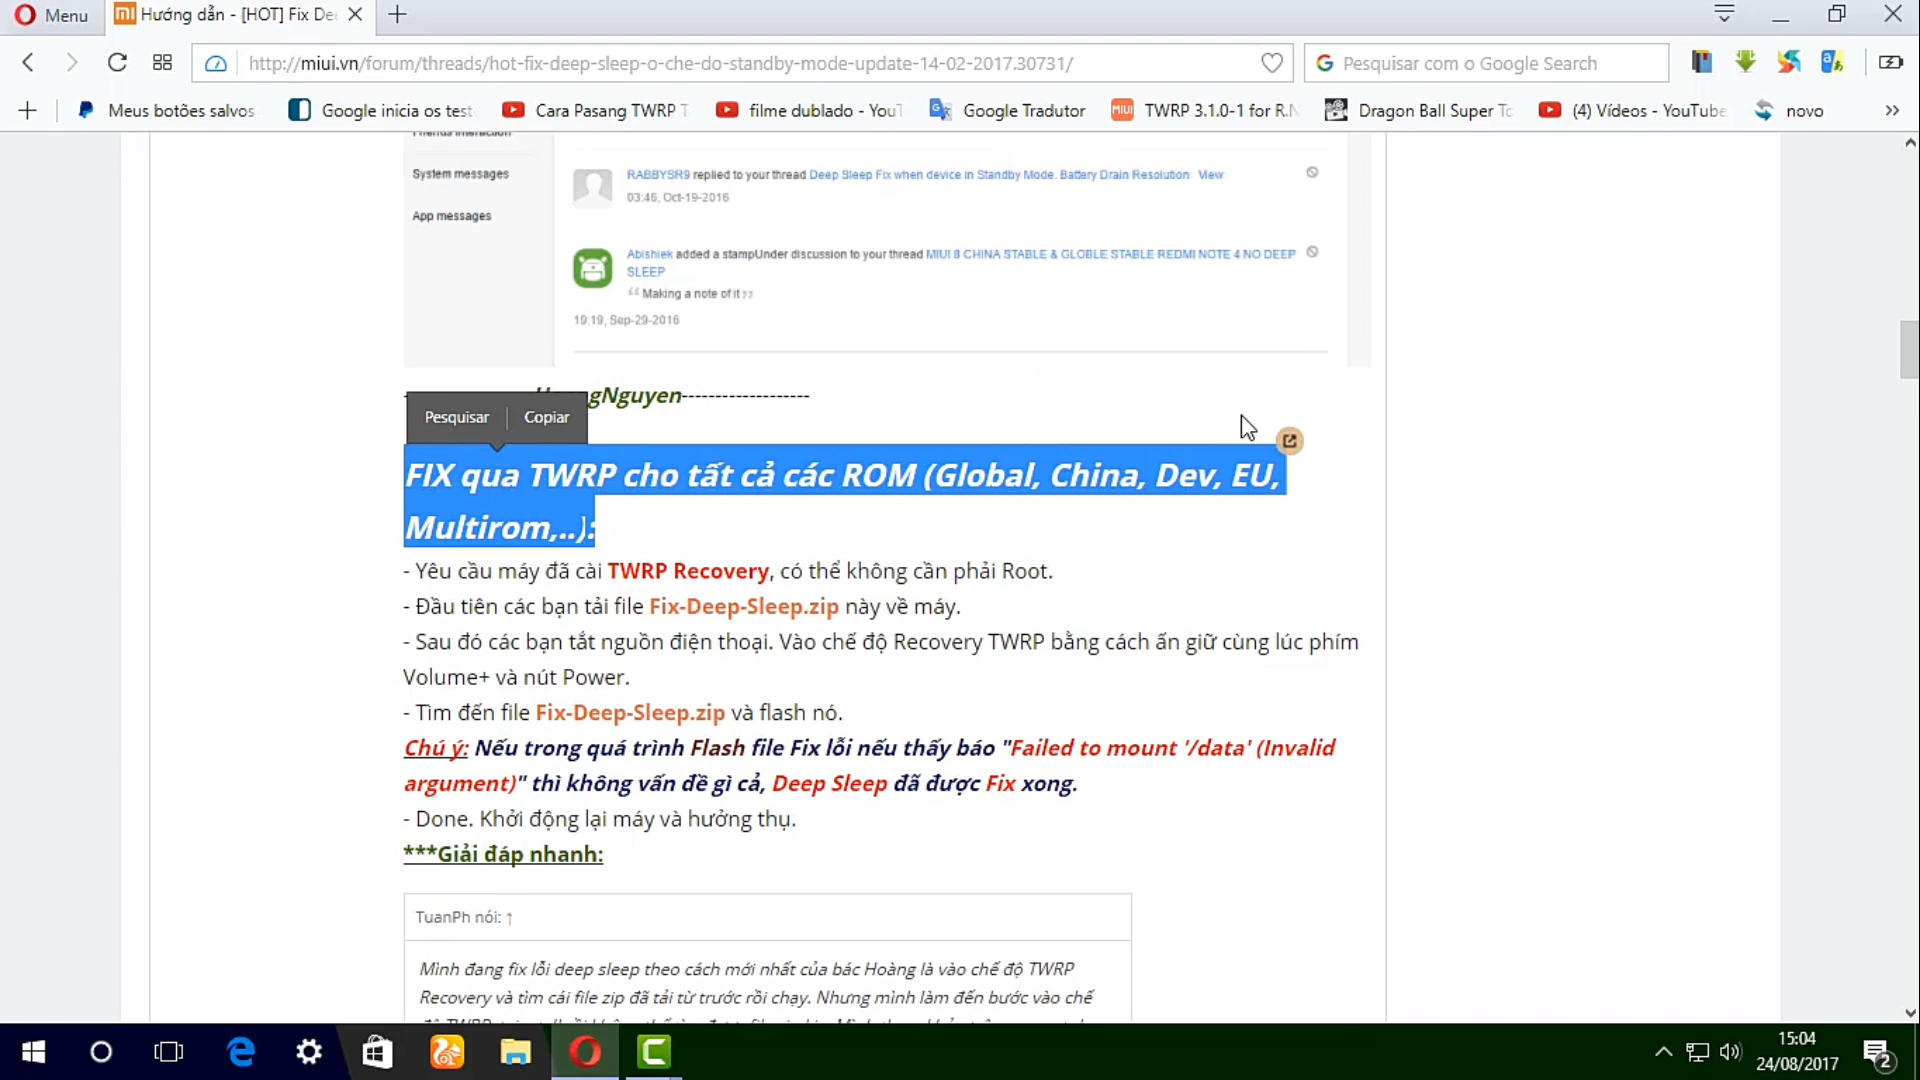 Menu
Hướng dẫn - [HOT] Fix De
http://miui.vn/forum/threads/hot-fix-deep-sleep-o-che-do-standby-mode-update-14-02-2017.30731/
Pesquisar com o Google Search
Meus botões salvos
Google inicia os test
Cara Pasang TWRP T
filme dublado - YouT
Google Tradutor
TWRP 3.1.0-1 for R.N
Dragon Ball Super To
(4) Vídeos - YouTube
novo
Friends interaction
System messages
App messages
RABBYSR9 replied to your thread Deep Sleep Fix when device in Standby Mode. Battery Drain Resolution View
03:46, Oct-19-2016
Abishiek added a stampUnder discussion to your thread MIUI 8 CHINA STABLE & GLOBLE STABLE REDMI NOTE 4 NO DEEP
SLEEP
“ Making a note of it ”
19:19, Sep-29-2016
gNguyen-------------------
Pesquisar
Copiar
FIX qua TWRP cho tất cả các ROM (Global, China, Dev, EU,
Multirom,..):
- Yêu cầu máy đã cài TWRP Recovery, có thể không cần phải Root.
- Đầu tiên các bạn tải file Fix-Deep-Sleep.zip này về máy.
- Sau đó các bạn tắt nguồn điện thoại. Vào chế độ Recovery TWRP bằng cách ấn giữ cùng lúc phím
Volume+ và nút Power.
- Tìm đến file Fix-Deep-Sleep.zip và flash nó.
Chú ý: Nếu trong quá trình Flash file Fix lỗi nếu thấy báo "Failed to mount '/data' (Invalid
argument)" thì không vấn đề gì cả, Deep Sleep đã được Fix xong.
- Done. Khởi động lại máy và hưởng thụ.
***Giải đáp nhanh:
TuanPh nói: ↑
Mình đang fix lỗi deep sleep theo cách mới nhất của bác Hoàng là vào chế độ TWRP
Recovery và tìm cái file zip đã tải từ trước rồi chạy. Nhưng mình làm đến bước vào chế
15:04
24/08/2017
2